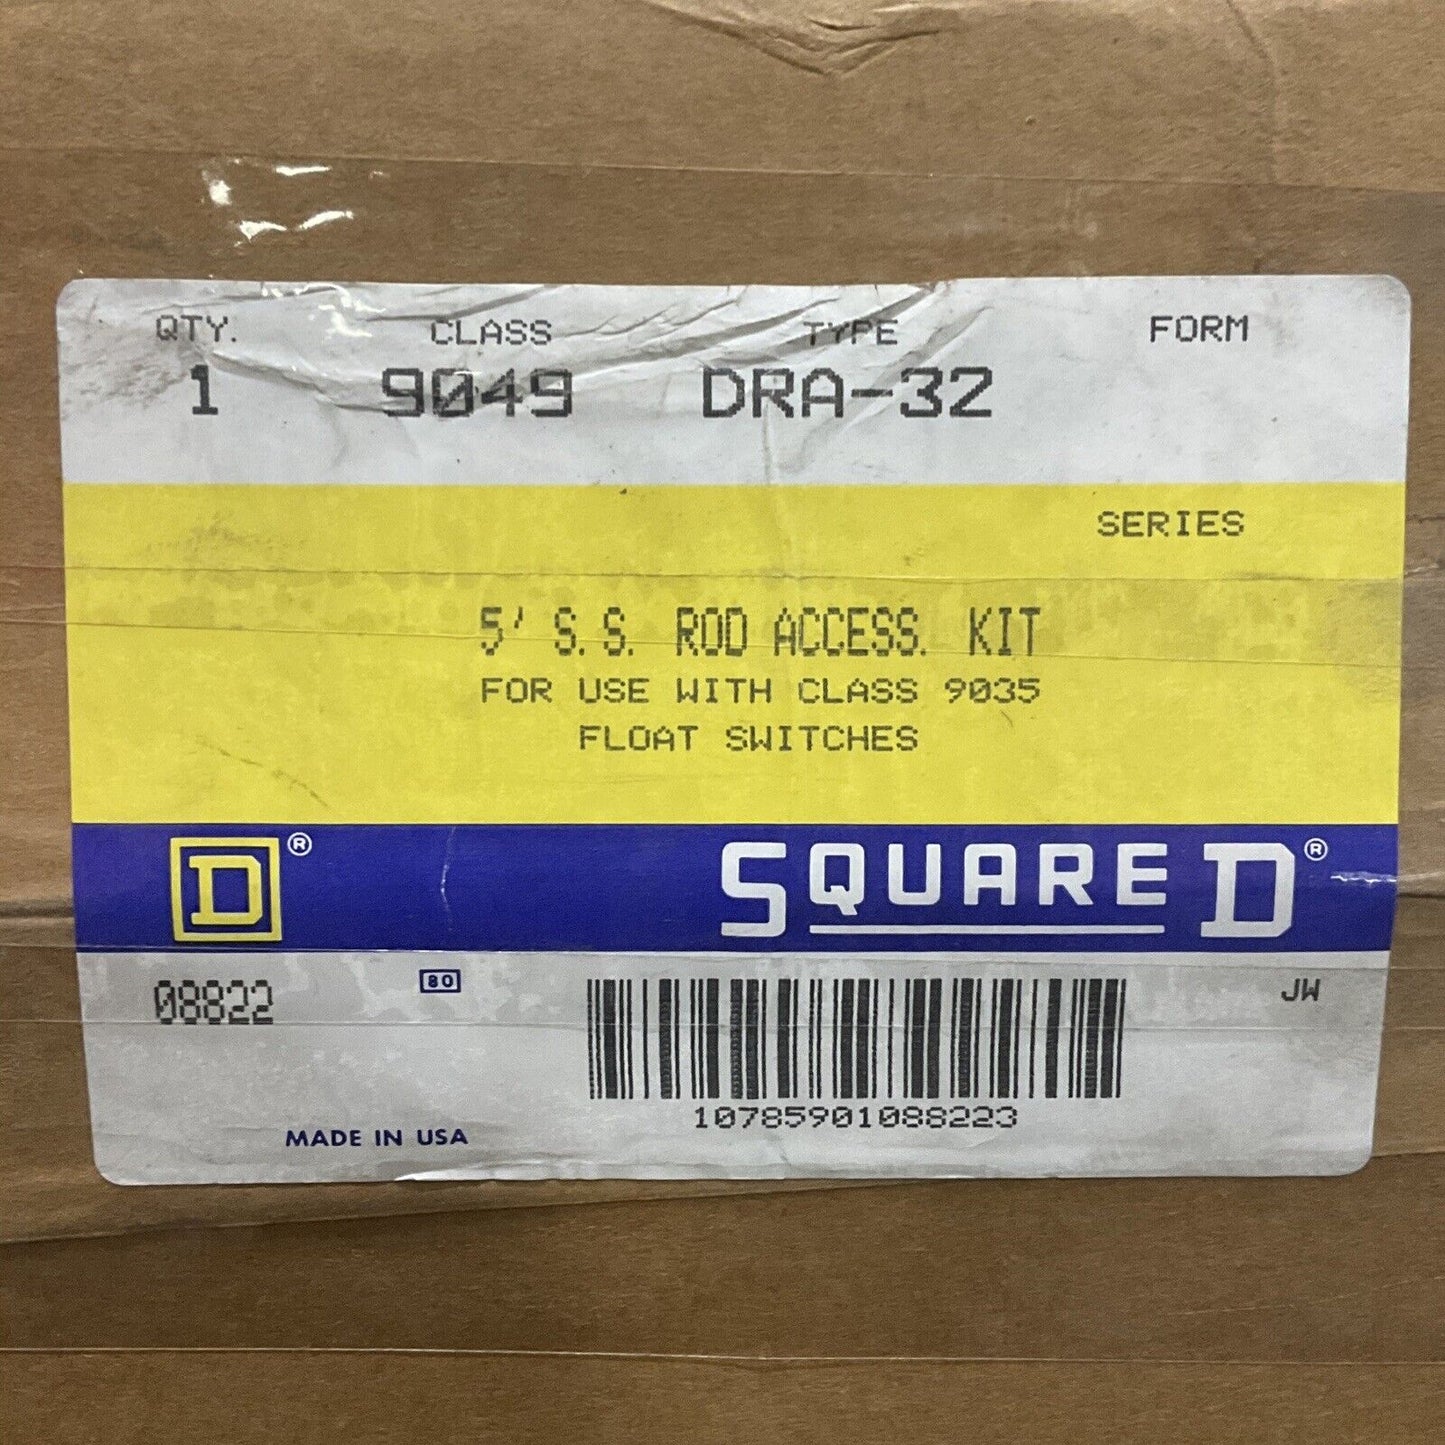 QTY. CLASS TYPE FORM
1 9049 DRA-32
SERIES
5' S.S. ROD ACCESS. KIT
FOR USE WITH CLASS 9035
FLOAT SWITCHES
D® SQUARE D®
08822 80 JW
10785901088223
MADE IN USA